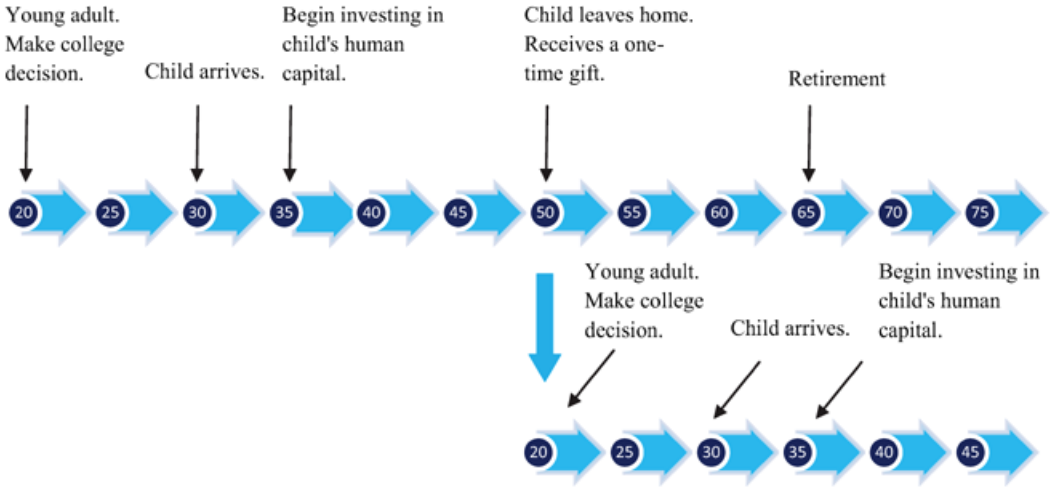 Young adult.
Make college
decision.
Child arrives.
Begin investing in
child's human
capital.
Child leaves home.
Receives a one-
time gift.
Retirement
20 25 30 35 40 45 50 55 60 65 70 75
Young adult.
Make college
decision.
Child arrives.
Begin investing in
child's human
capital.
20 25 30 35 40 45